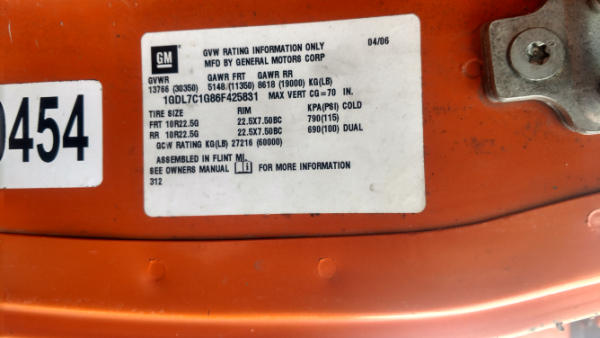 GM
GVW RATING INFORMATION ONLY 04/06
MFD BY GENERAL MOTORS CORP
GVWR GAWR FRT GAWR RR
13766 (30350) 5148 (11350) 8618 (19000) KG(LB)
1GDL7C1G86F425831 MAX VERT CG=70 IN.
TIRE SIZE RIM KPA(PSI) COLD
FRT 10R22.5G 22.5X7.50BC 790(115)
RR 10R22.5G 22.5X7.50BC 690(100) DUAL
GCW RATING KG(LB) 27216 (60000)
ASSEMBLED IN FLINT MI.
SEE OWNERS MANUAL i FOR MORE INFORMATION
312
454